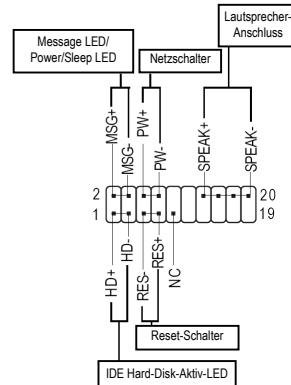 Lautsprecher-
Anschluss
Message LED/
Power/Sleep LED
Netzschalter
MSG+
MSG-
PW+
PW-
SPEAK+
SPEAK-
2
20
1
19
HD+
HD-
RES-
RES+
NC
Reset-Schalter
IDE Hard-Disk-Aktiv-LED